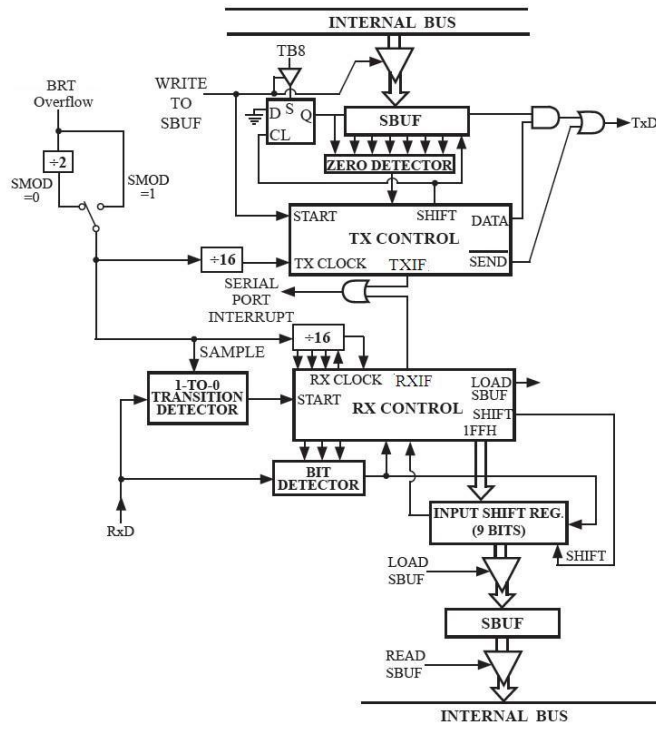 INTERNAL BUS
TB8
BRT
Overflow
WRITE
TO
SBUF
D
S
Q
CL
SBUF
TxD
÷2
ZERO DETECTOR
SMOD
=0
SMOD
=1
START
SHIFT
DATA
TX CONTROL
÷16
TX CLOCK
TXIF
SEND
SERIAL
PORT
INTERRUPT
÷16
SAMPLE
1-TO-0
TRANSITION
DETECTOR
RX CLOCK
RXIF
LOAD
SBUF
START
RX CONTROL
SHIFT
1FFH
BIT
DETECTOR
RxD
INPUT SHIFT REG.
(9 BITS)
LOAD
SBUF
SHIFT
SBUF
READ
SBUF
INTERNAL BUS